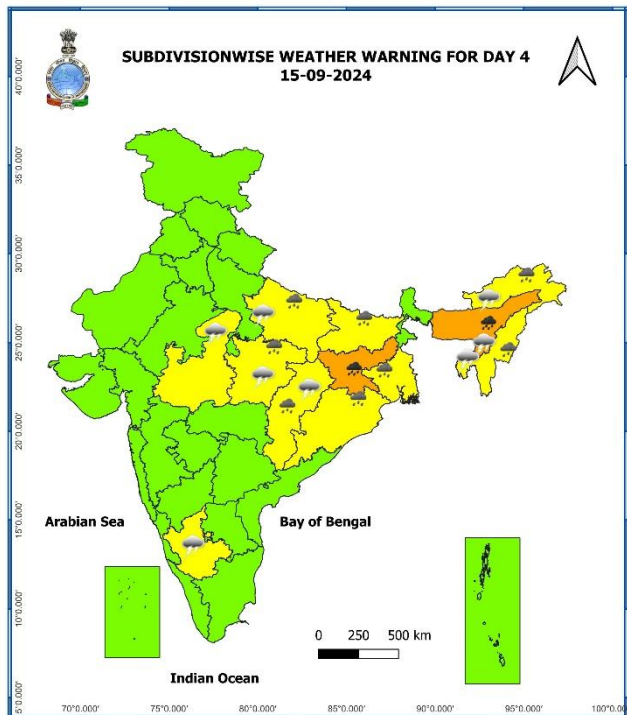 SUBDIVISIONWISE WEATHER WARNING FOR DAY 4
15-09-2024
40°0.000'
35°0.000'
30°0.000'
25°0.000'
20°0.000'
15°0.000'
10°0.000'
5°0.000'
Arabian Sea
Bay of Bengal
0 250 500 km
Indian Ocean
70°0.000' 75°0.000' 80°0.000' 85°0.000' 90°0.000' 95°0.000' 100°0.00